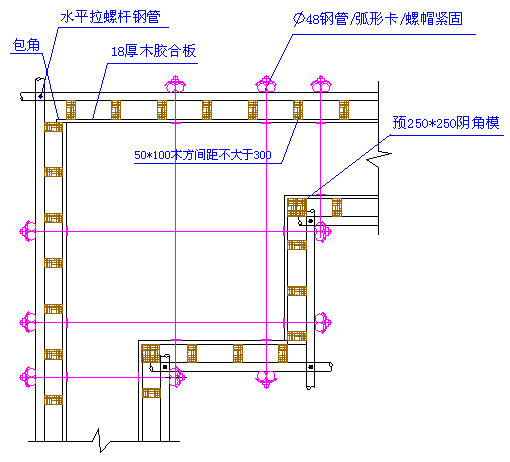 水平拉螺杆钢管
Ø48钢管/弧形卡/螺帽紧固
包角
18厚木胶合板
预250*250阴角模
50*100木方间距不大于300